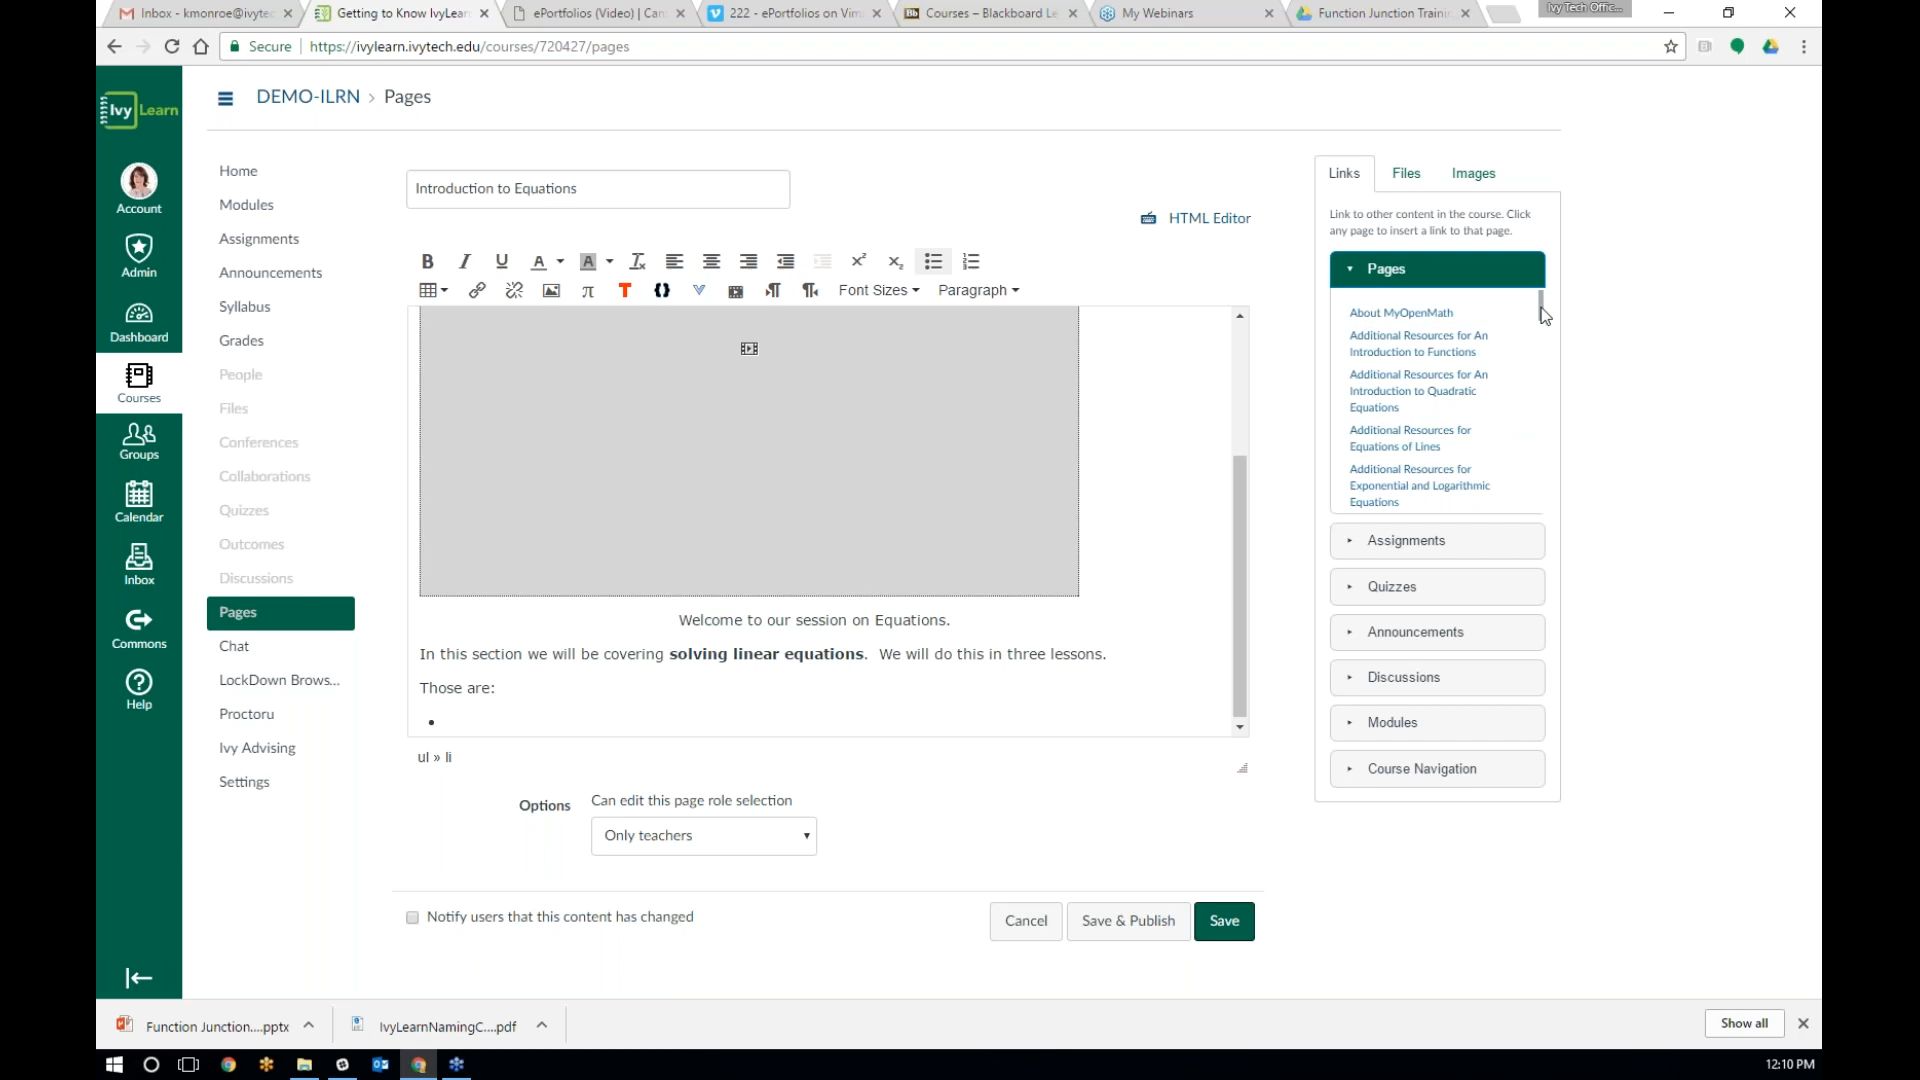 Inbox - kmonroe@ivytec
Getting to Know IvyLearn
ePortfolios (Video) | Can
222 - ePortfolios on Vim
Courses – Blackboard Le
My Webinars
Function Junction Traini
Ivy Tech Offic...
Secure
https://ivylearn.ivytech.edu/courses/720427/pages
Ivy Learn
Account
Admin
Dashboard
Courses
Groups
Calendar
Inbox
Commons
Help
DEMO-ILRN > Pages
Home
Modules
Assignments
Announcements
Syllabus
Grades
People
Files
Conferences
Collaborations
Quizzes
Outcomes
Discussions
Pages
Chat
LockDown Brows...
Proctoru
Ivy Advising
Settings
Introduction to Equations
HTML Editor
Font Sizes
Paragraph
Welcome to our session on Equations.
In this section we will be covering solving linear equations. We will do this in three lessons.
Those are:
•
ul » li
Options
Can edit this page role selection
Only teachers
Notify users that this content has changed
Cancel
Save & Publish
Save
Links
Files
Images
Link to other content in the course. Click
any page to insert a link to that page.
Pages
About MyOpenMath
Additional Resources for An
Introduction to Functions
Additional Resources for An
Introduction to Quadratic
Equations
Additional Resources for
Equations of Lines
Additional Resources for
Exponential and Logarithmic
Equations
Assignments
Quizzes
Announcements
Discussions
Modules
Course Navigation
Function Junction....pptx
IvyLearnNamingC....pdf
Show all
12:10 PM